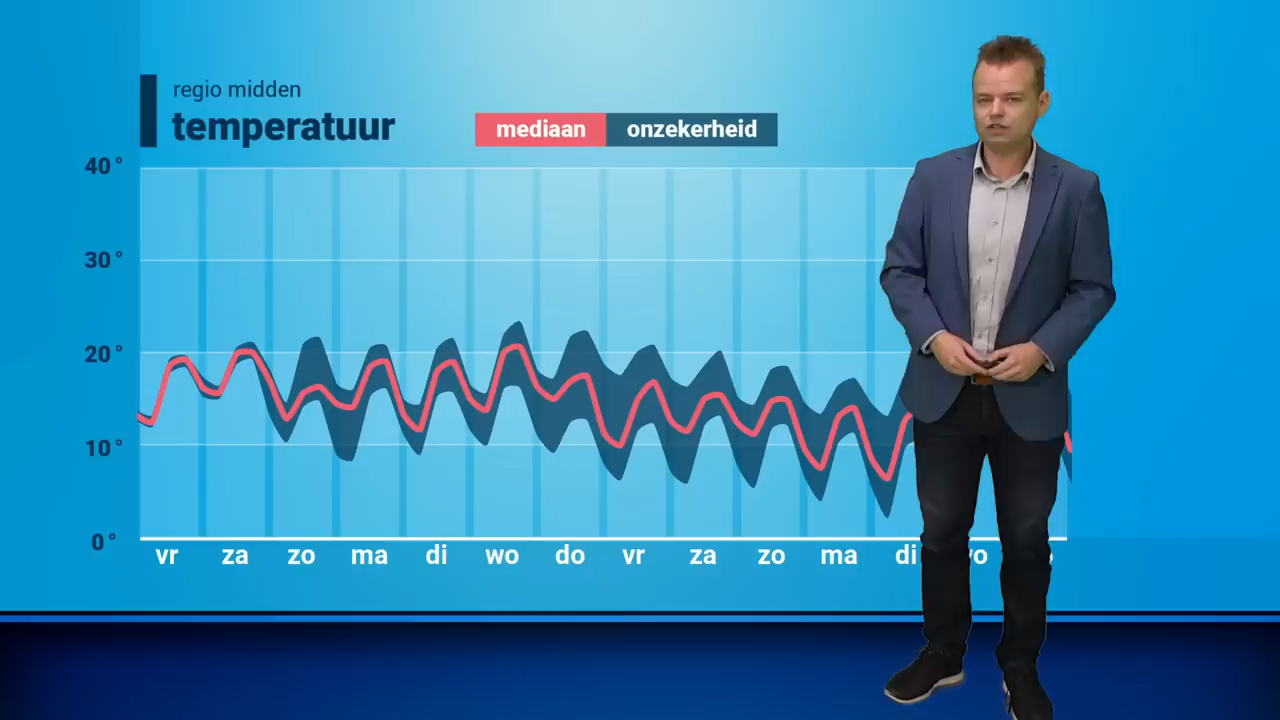 regio midden
temperatuur
mediaan onzekerheid
40°
30°
20°
10°
0°
vr za zo ma di wo do vr za zo ma di